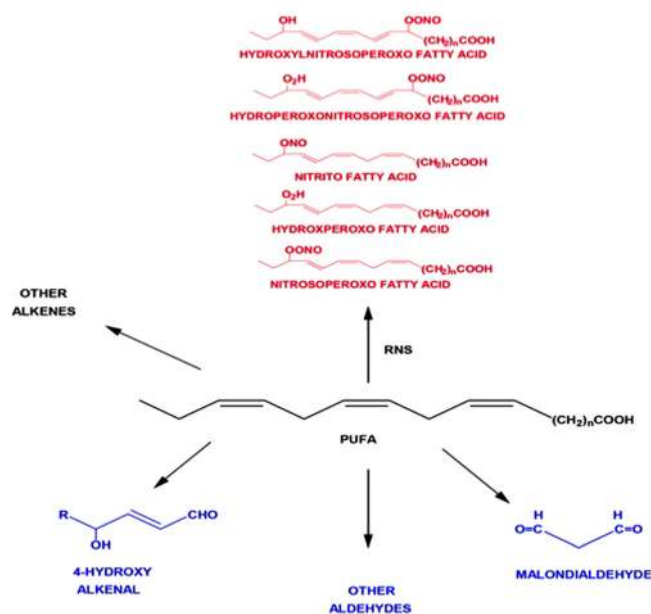 OH OONO
(CH₂)ₙCOOH
HYDROXYLNITROSOPEROXO FATTY ACID
O₂H OONO
(CH₂)ₙCOOH
HYDROPEROXONITROSOPEROXO FATTY ACID
ONO
(CH₂)ₙCOOH
NITRITO FATTY ACID
O₂H
(CH₂)ₙCOOH
HYDROXPEROXO FATTY ACID
OONO
(CH₂)ₙCOOH
NITROSOPEROXO FATTY ACID
OTHER
ALKENES
RNS
(CH₂)ₙCOOH
PUFA
R CHO
OH
4-HYDROXY
ALKENAL
OTHER
ALDEHYDES
H H
O=C C=O
MALONDIALDEHYDE